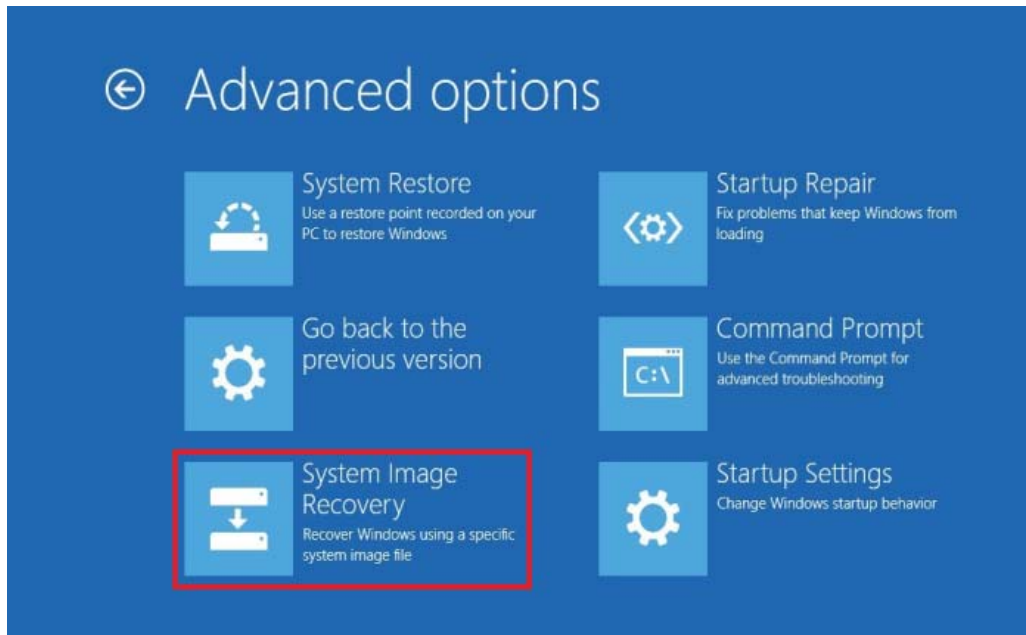 Advanced options
System Restore
Use a restore point recorded on your
PC to restore Windows
Startup Repair
Fix problems that keep Windows from
loading
Go back to the
previous version
Command Prompt
Use the Command Prompt for
advanced troubleshooting
C:\
System Image
Recovery
Recover Windows using a specific
system image file
Startup Settings
Change Windows startup behavior